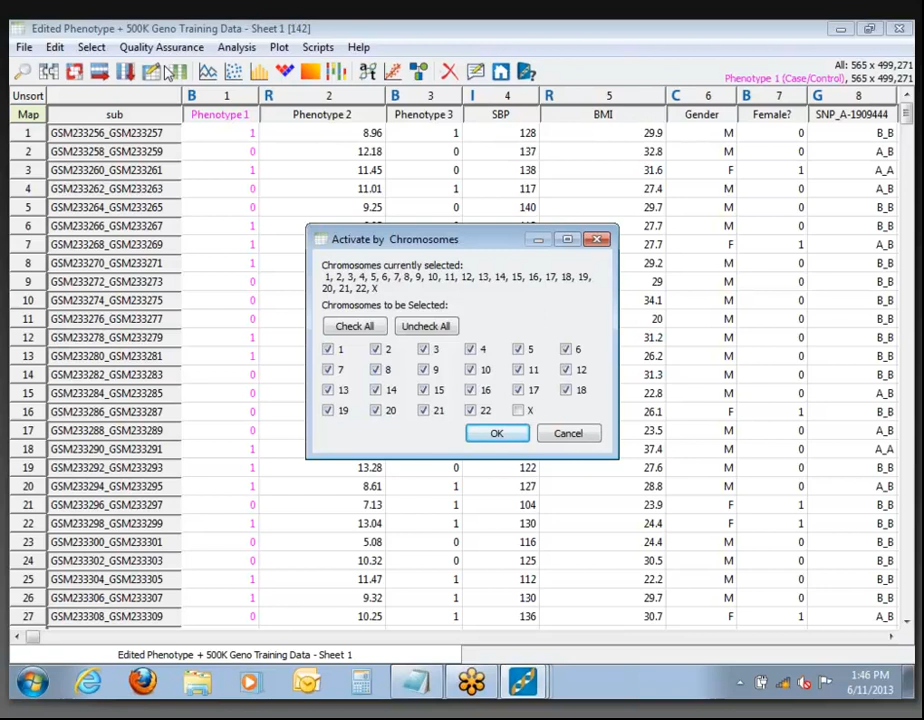 Edited Phenotype + 500K Geno Training Data - Sheet 1 [142]
File Edit Select Quality Assurance Analysis Plot Scripts Help
All: 565 x 499,271
Phenotype 1 (Case/Control), 565 x 499,271
Unsort B 1 R 2 B 3 I 4 R 5 C 6 B 7 G 8
Map sub Phenotype 1 Phenotype 2 Phenotype 3 SBP BMI Gender Female? SNP_A-1909444
1 GSM233256_GSM233257 1 8.96 1 128 29.9 M 0 B_B
2 GSM233258_GSM233259 0 12.18 0 137 32.8 M 0 A_B
3 GSM233260_GSM233261 1 11.45 0 138 31.6 F 1 A_A
4 GSM233262_GSM233263 0 11.01 1 117 27.4 M 0 A_B
5 GSM233264_GSM233265 0 9.25 0 140 29.7 M 0 B_B
6 GSM233266_GSM233267 1 27.7 M 0 B_B
7 GSM233268_GSM233269 1 27.7 F 1 A_B
8 GSM233270_GSM233271 1 29.2 M 0 B_B
9 GSM233272_GSM233273 0 29 M 0 A_B
10 GSM233274_GSM233275 0 34.1 M 0 B_B
11 GSM233276_GSM233277 0 20 M 0 A_B
12 GSM233278_GSM233279 1 31.2 M 0 B_B
13 GSM233280_GSM233281 1 26.2 M 0 B_B
14 GSM233282_GSM233283 0 31.3 M 0 B_B
15 GSM233284_GSM233285 0 22.8 M 0 A_B
16 GSM233286_GSM233287 0 26.1 F 1 B_B
17 GSM233288_GSM233289 0 23.5 M 0 A_B
18 GSM233290_GSM233291 1 37.4 M 0 A_A
19 GSM233292_GSM233293 1 13.28 0 122 27.6 M 0 B_B
20 GSM233294_GSM233295 1 8.61 1 127 28.8 M 0 A_B
21 GSM233296_GSM233297 0 7.13 1 104 23.9 F 1 B_B
22 GSM233298_GSM233299 1 13.04 1 130 24.4 F 1 B_B
23 GSM233300_GSM233301 0 5.08 1 116 24.4 M 0 B_B
24 GSM233302_GSM233303 0 10.32 0 125 30.5 M 0 A_B
25 GSM233304_GSM233305 1 11.47 1 112 22.2 M 0 B_B
26 GSM233306_GSM233307 1 9.32 1 130 29.7 M 0 B_B
27 GSM233308_GSM233309 0 10.25 1 136 30.7 F 1 A_B
Activate by Chromosomes
Chromosomes currently selected:
1, 2, 3, 4, 5, 6, 7, 8, 9, 10, 11, 12, 13, 14, 15, 16, 17, 18, 19,
20, 21, 22, X
Chromosomes to be Selected:
Check All Uncheck All
1 2 3 4 5 6
7 8 9 10 11 12
13 14 15 16 17 18
19 20 21 22 X
OK Cancel
Edited Phenotype + 500K Geno Training Data - Sheet 1
1:46 PM
6/11/2013